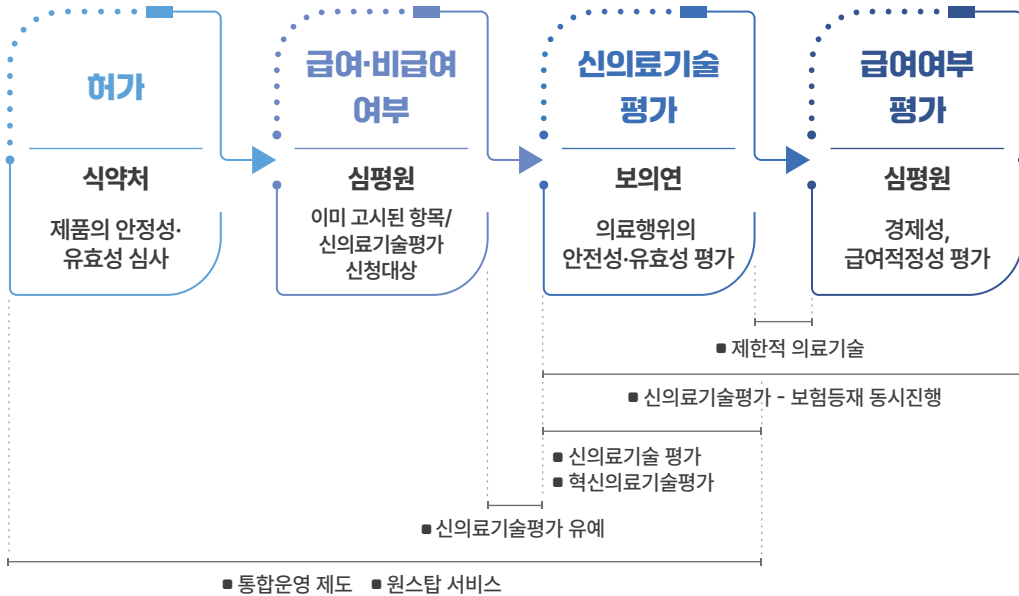 허가
식약처
제품의 안정성·
유효성 심사
급여·비급여
여부
심평원
이미 고시된 항목/
신의료기술평가
신청대상
신의료기술
평가
보의연
의료행위의
안전성·유효성 평가
급여여부
평가
심평원
경제성,
급여적정성 평가
■ 제한적 의료기술
■ 신의료기술평가 - 보험등재 동시진행
■ 신의료기술 평가
■ 혁신의료기술평가
■ 신의료기술평가 유예
■ 통합운영 제도 ■ 원스탑 서비스